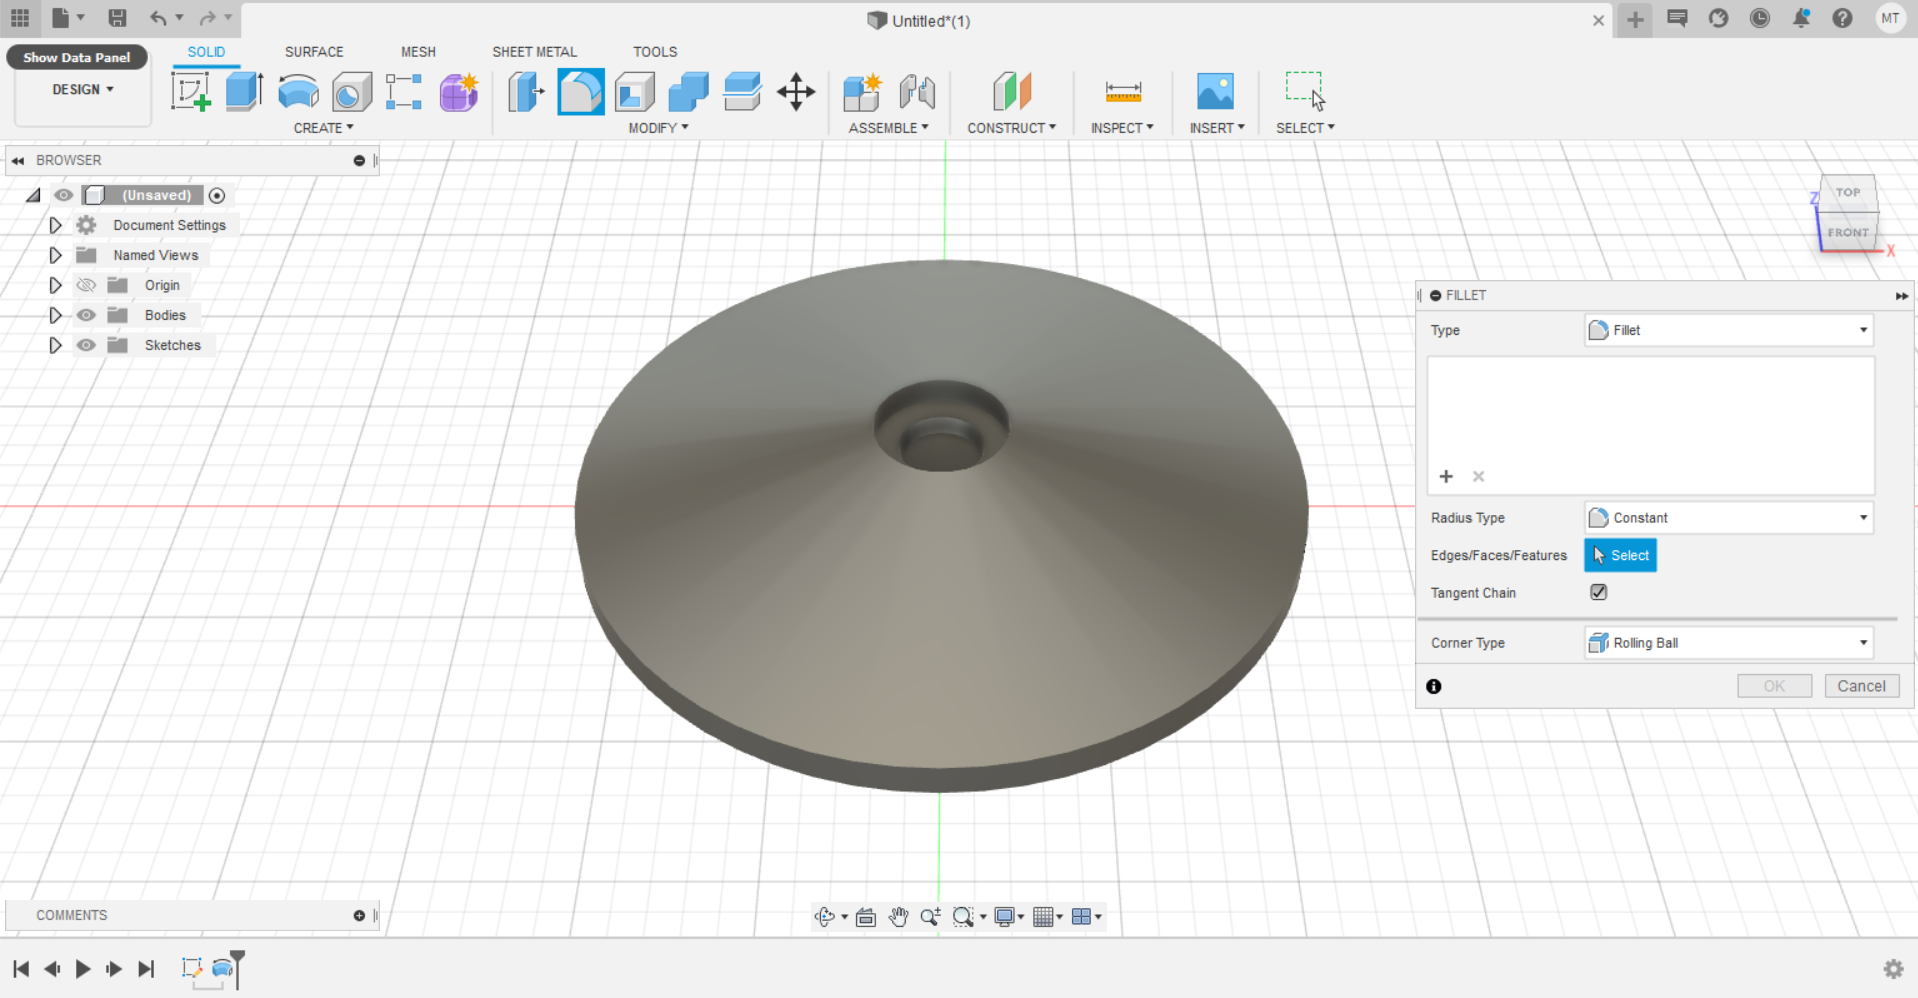 Untitled*(1)
MT
Show Data Panel
SOLID
SURFACE
MESH
SHEET METAL
TOOLS
DESIGN
CREATE
MODIFY
ASSEMBLE
CONSTRUCT
INSPECT
INSERT
SELECT
BROWSER
(Unsaved)
Document Settings
Named Views
Origin
Bodies
Sketches
TOP
FRONT
Z
X
FILLET
Type
Fillet
Radius Type
Constant
Edges/Faces/Features
Select
Tangent Chain
Corner Type
Rolling Ball
OK
Cancel
COMMENTS